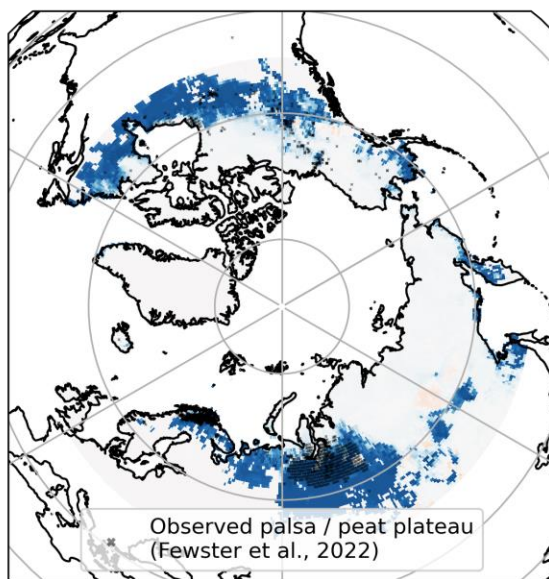 Observed palsa / peat plateau
(Fewster et al., 2022)